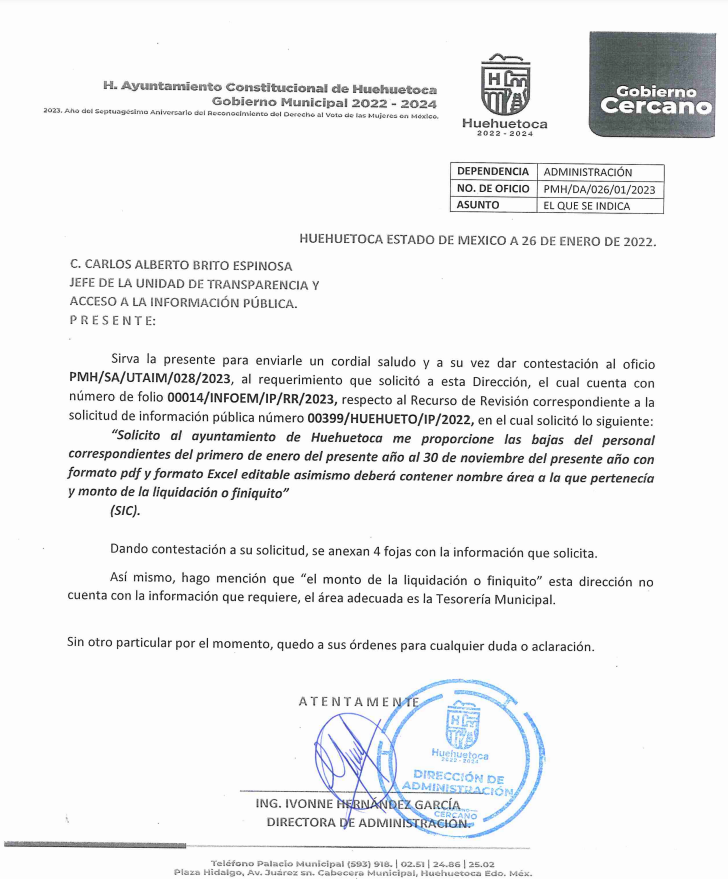 H. Ayuntamiento Constitucional de Huehuetoca
Gobierno Municipal 2022 - 2024
2023. Año del Septuagésimo Aniversario del Reconocimiento del Derecho al Voto de las Mujeres en México.
H
Huehuetoca
2022 - 2024
Gobierno
Cercano
DEPENDENCIA ADMINISTRACIÓN
NO. DE OFICIO PMH/DA/026/01/2023
ASUNTO EL QUE SE INDICA
HUEHUETOCA ESTADO DE MEXICO A 26 DE ENERO DE 2022.
C. CARLOS ALBERTO BRITO ESPINOSA
JEFE DE LA UNIDAD DE TRANSPARENCIA Y
ACCESO A LA INFORMACIÓN PÚBLICA.
P R E S E N T E:
Sirva la presente para enviarle un cordial saludo y a su vez dar contestación al oficio
PMH/SA/UTAIM/028/2023, al requerimiento que solicitó a esta Dirección, el cual cuenta con
número de folio 00014/INFOEM/IP/RR/2023, respecto al Recurso de Revisión correspondiente a la
solicitud de información pública número 00399/HUEHUETO/IP/2022, en el cual solicitó lo siguiente:
“Solicito al ayuntamiento de Huehuetoca me proporcione las bajas del personal
correspondientes del primero de enero del presente año al 30 de noviembre del presente año con
formato pdf y formato Excel editable asimismo deberá contener nombre área a la que pertenecía
y monto de la liquidación o finiquito”
(SIC).
Dando contestación a su solicitud, se anexan 4 fojas con la información que solicita.
Así mismo, hago mención que “el monto de la liquidación o finiquito” esta dirección no
cuenta con la información que requiere, el área adecuada es la Tesorería Municipal.
Sin otro particular por el momento, quedo a sus órdenes para cualquier duda o aclaración.
A T E N T A M E N T E
H
Huehuetoca
2022 - 2024
DIRECCIÓN DE
ADMINISTRACIÓN
CERCANO
ING. IVONNE HERNÁNDEZ GARCÍA
DIRECTORA DE ADMINISTRACIÓN.
Teléfono Palacio Municipal (593) 918. | 02.51 | 24.86 | 25.02
Plaza Hidalgo, Av. Juárez sn. Cabecera Municipal, Huehuetoca Edo. Méx.